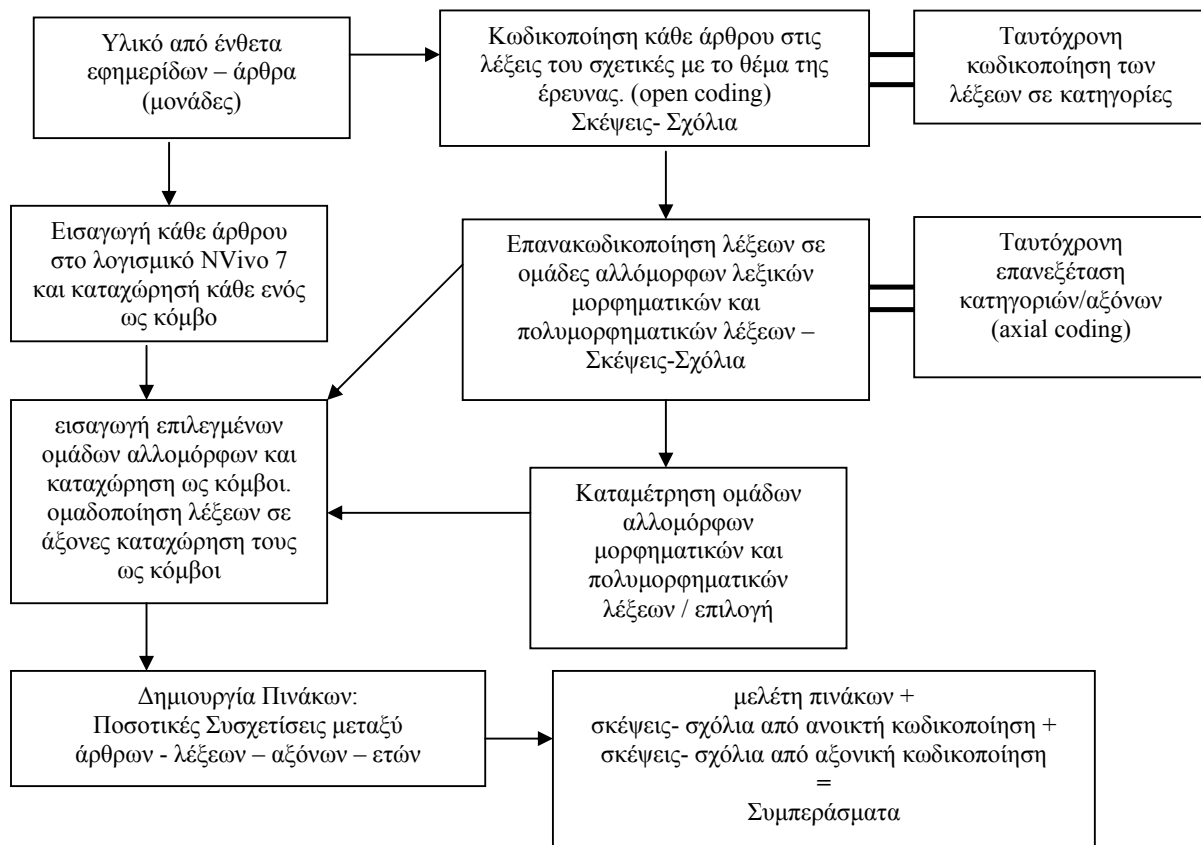 Υλικό από ένθετα
εφημερίδων – άρθρα
(μονάδες)
Κωδικοποίηση κάθε άρθρου στις
λέξεις του σχετικές με το θέμα της
έρευνας. (open coding)
Σκέψεις- Σχόλια
Ταυτόχρονη
κωδικοποίηση των
λέξεων σε κατηγορίες
Εισαγωγή κάθε άρθρου
στο λογισμικό NVivo 7
και καταχώρησή κάθε ενός
ως κόμβο
Επανακωδικοποίηση λέξεων σε
ομάδες αλλόμορφων λεξικών
μορφηματικών και
πολυμορφηματικών λέξεων –
Σκέψεις-Σχόλια
Ταυτόχρονη
επανεξέταση
κατηγοριών/αξόνων
(axial coding)
εισαγωγή επιλεγμένων
ομάδων αλλομόρφων και
καταχώρηση ως κόμβοι.
ομαδοποίηση λέξεων σε
άξονες καταχώρηση τους
ως κόμβοι
Καταμέτρηση ομάδων
αλλομόρφων
μορφηματικών και
πολυμορφηματικών
λέξεων / επιλογή
Δημιουργία Πινάκων:
Ποσοτικές Συσχετίσεις μεταξύ
άρθρων - λέξεων – αξόνων – ετών
μελέτη πινάκων +
σκέψεις- σχόλια από ανοικτή κωδικοποίηση +
σκέψεις- σχόλια από αξονική κωδικοποίηση
=
Συμπεράσματα